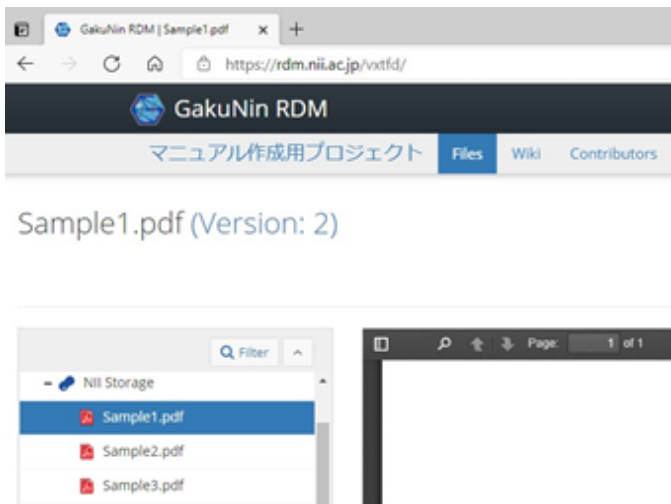 GakuNin RDM | Sample1.pdf
https://rdm.nii.ac.jp/vxtfd/
GakuNin RDM
マニュアル作成用プロジェクト Files Wiki Contributors
Sample1.pdf (Version: 2)
Filter
Page: 1 of 1
NII Storage
Sample1.pdf
Sample2.pdf
Sample3.pdf